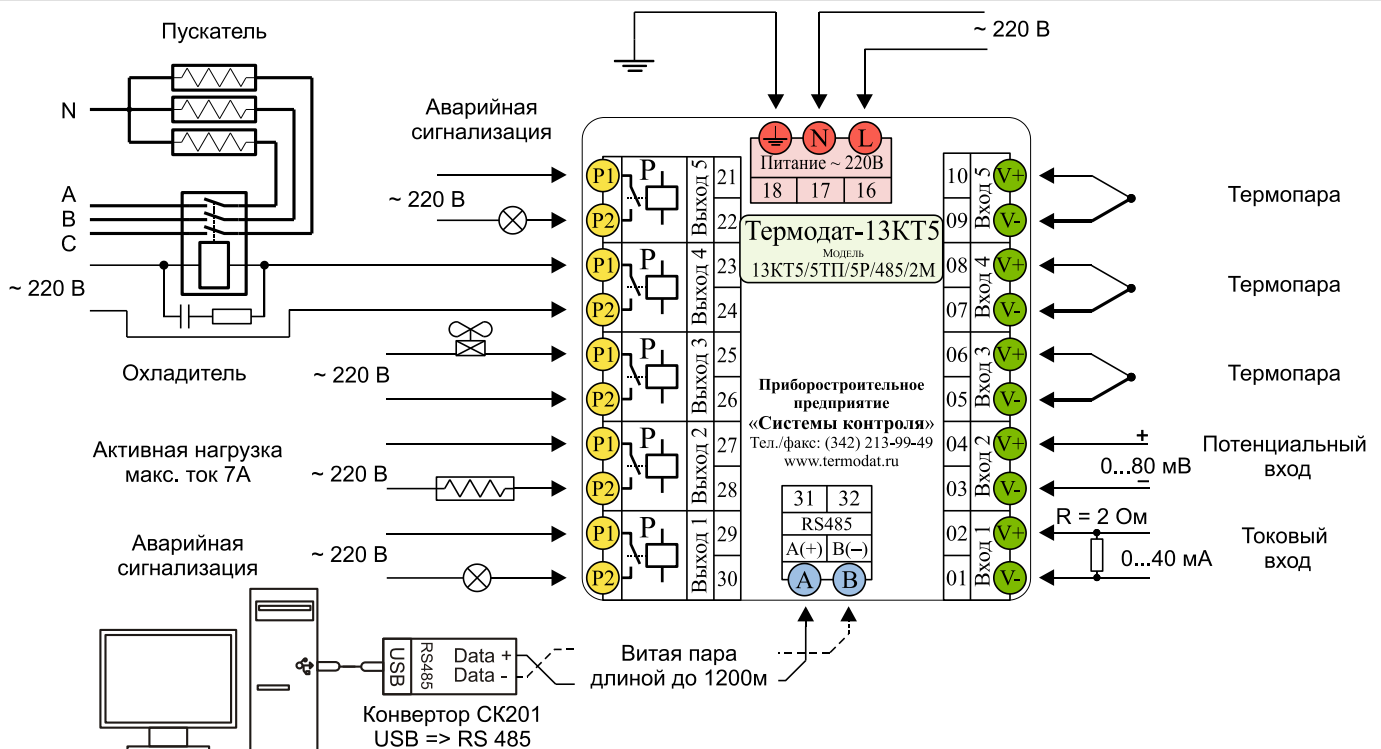 Пускатель
N
A
B
C
~ 220 В
Охладитель
Активная нагрузка
макс. ток 7А
Аварийная
сигнализация
Аварийная
сигнализация
~ 220 В
~ 220 В
~ 220 В
~ 220 В
~ 220 В
N
L
Питание ~ 220В
18 17 16
Термодат-13КТ5
Модель
13КТ5/5ТП/5Р/485/2М
Приборостроительное
предприятие
«Системы контроля»
Тел./факс: (342) 213-99-49
www.termodat.ru
31 32
RS485
A(+) B(−)
A B
P1 P Выход 5 21
P2 22
P1 P Выход 4 23
P2 24
P1 P Выход 3 25
P2 26
P1 P Выход 2 27
P2 28
P1 P Выход 1 29
P2 30
10 Вход 5 V+
09 V-
08 Вход 4 V+
07 V-
06 Вход 3 V+
05 V-
04 Вход 2 V+
03 V-
02 Вход 1 V+
01 V-
Термопара
Термопара
Термопара
+
0...80 мВ
−
Потенциальный
вход
R = 2 Ом
0...40 мА
Токовый
вход
USB
RS485
Data +
Data -
Витая пара
длиной до 1200м
Конвертор СК201
USB => RS 485